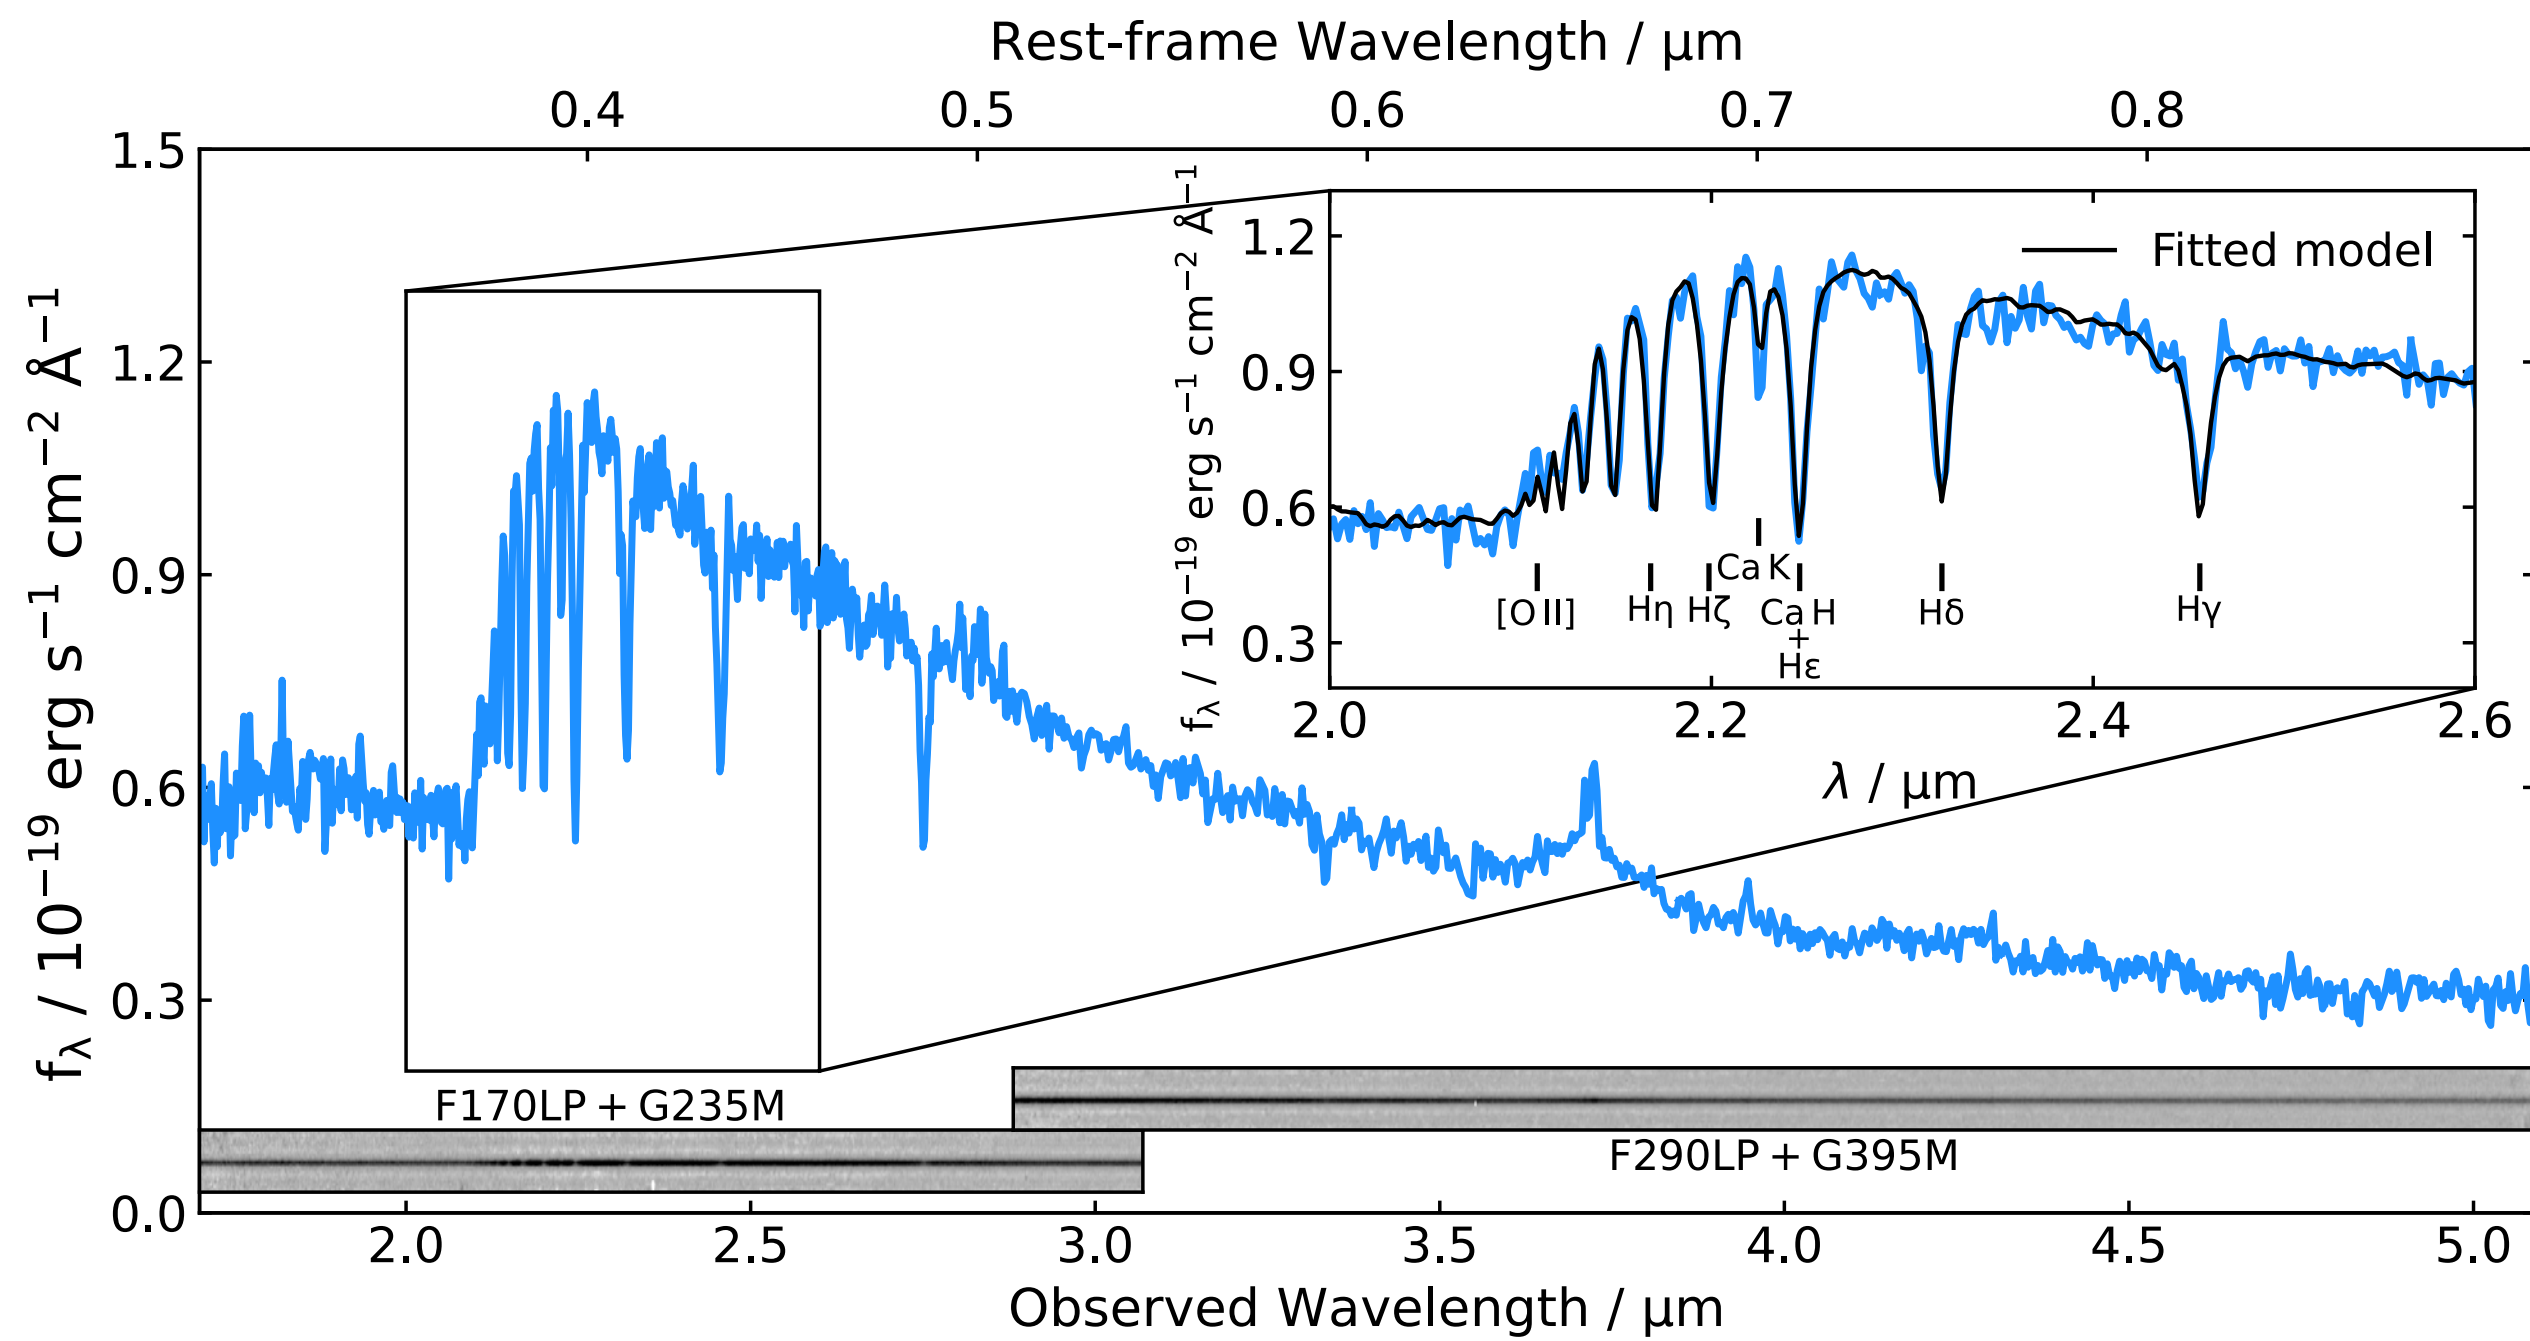 Rest-frame Wavelength / μm
0.4 0.5 0.6 0.7 0.8
1.5
1.2
0.9
0.6
0.3
0.0
f_λ / 10⁻¹⁹ erg s⁻¹ cm⁻² Å⁻¹
f_λ / 10⁻¹⁹ erg s⁻¹ cm⁻² Å⁻¹
1.2
0.9
0.6
0.3
Fitted model
Ca K
[O II] Hη Hζ Ca H Hδ Hγ
+
Hε
2.0 2.2 2.4 2.6
λ / μm
F170LP + G235M
F290LP + G395M
2.0 2.5 3.0 3.5 4.0 4.5 5.0
Observed Wavelength / μm